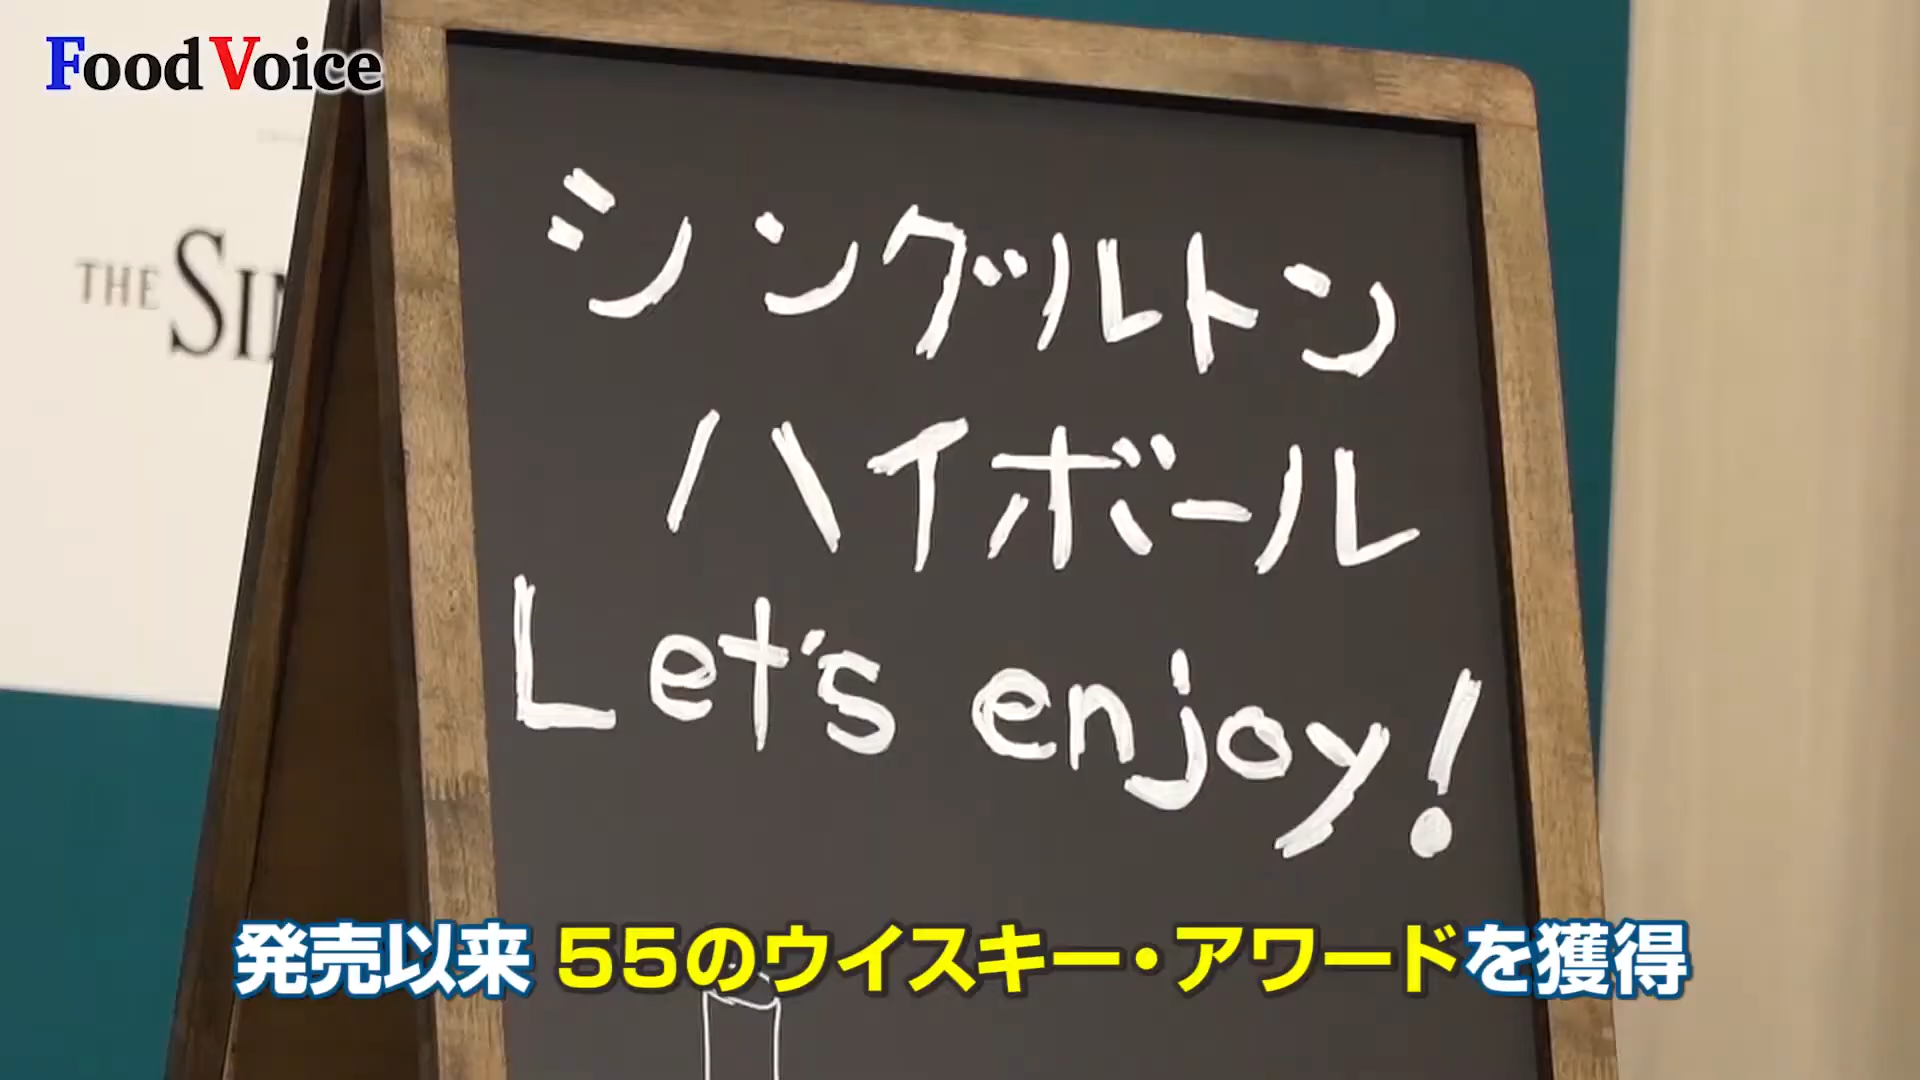 Food Voice
THE
シングルトン
ハイボール
Let's enjoy!
発売以来 55のウイスキー・アワードを獲得